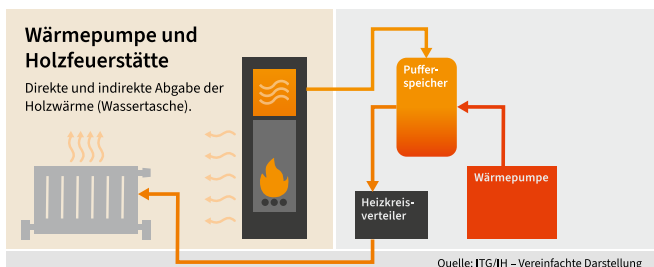 Wärmepumpe und
Holzfeuerstätte
Direkte und indirekte Abgabe der
Holzwärme (Wassertasche).
Puffer-
speicher
Wärmepumpe
Heizkreis-
verteiler
Quelle: ITG/IH – Vereinfachte Darstellung